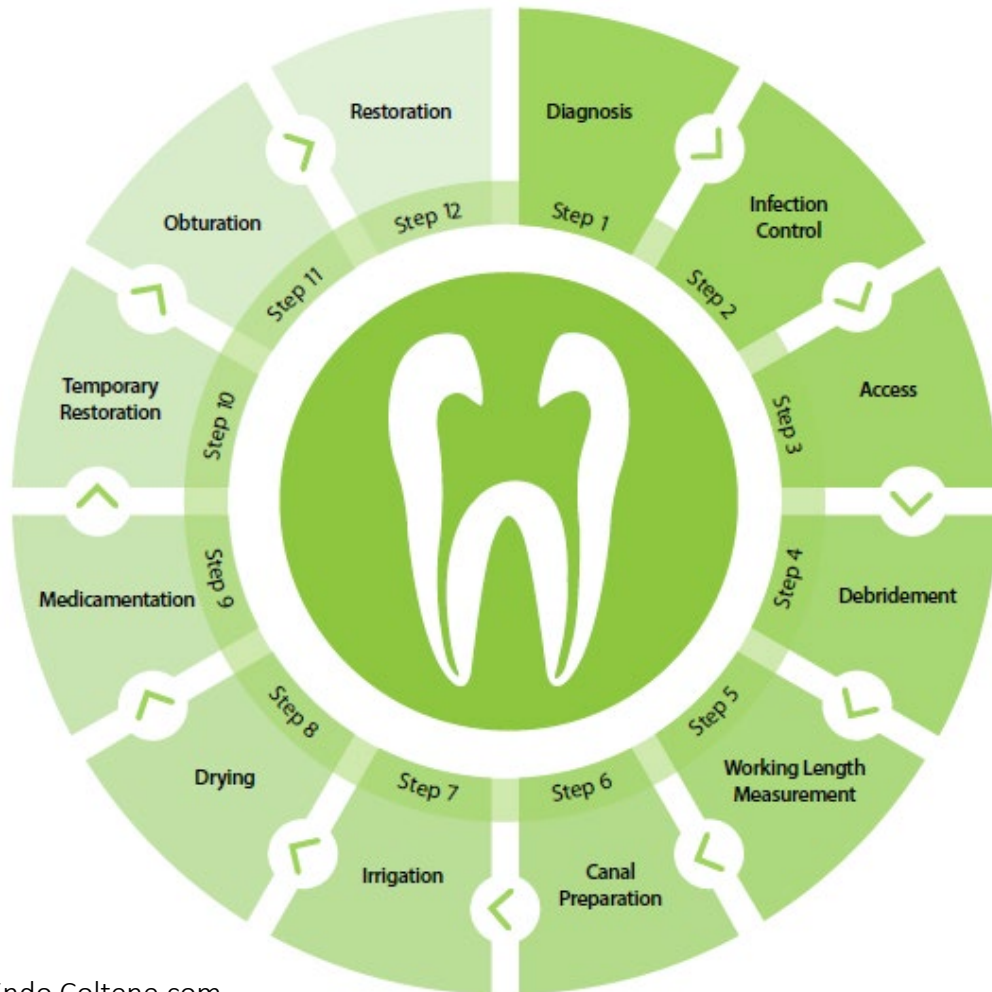 Diagnosis
Step 1
Infection
Control
Step 2
Access
Step 3
Debridement
Step 4
Working Length
Measurement
Step 5
Canal
Preparation
Step 6
Irrigation
Step 7
Drying
Step 8
Medicamentation
Step 9
Temporary
Restoration
Step 10
Obturation
Step 11
Restoration
Step 12